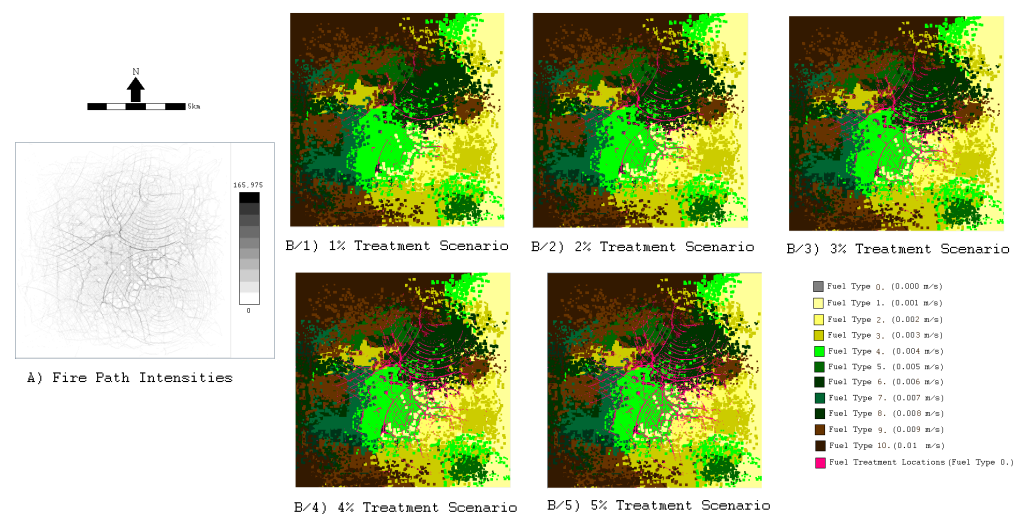 N
5km
165,975
0
A) Fire Path Intensities
B/1) 1% Treatment Scenario
B/2) 2% Treatment Scenario
B/3) 3% Treatment Scenario
B/4) 4% Treatment Scenario
B/5) 5% Treatment Scenario
Fuel Type 0. (0.000 m/s)
Fuel Type 1. (0.001 m/s)
Fuel Type 2. (0.002 m/s)
Fuel Type 3. (0.003 m/s)
Fuel Type 4. (0.004 m/s)
Fuel Type 5. (0.005 m/s)
Fuel Type 6. (0.006 m/s)
Fuel Type 7. (0.007 m/s)
Fuel Type 8. (0.008 m/s)
Fuel Type 9. (0.009 m/s)
Fuel Type 10. (0.01 m/s)
Fuel Treatment Locations (Fuel Type 0.)